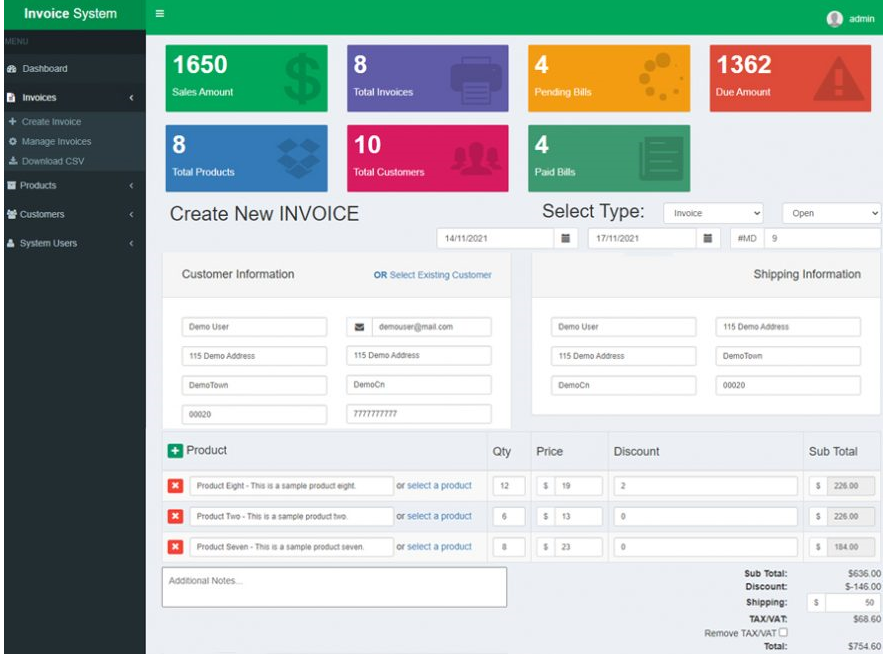 Invoice System
admin
MENU
Dashboard
Invoices
Create Invoice
Manage Invoices
Download CSV
Products
Customers
System Users
1650
Sales Amount
8
Total Invoices
4
Pending Bills
1362
Due Amount
8
Total Products
10
Total Customers
4
Paid Bills
Create New INVOICE
Select Type: Invoice Open
14/11/2021 17/11/2021 #MD 9
Customer Information OR Select Existing Customer
Shipping Information
Demo User demouser@mail.com
115 Demo Address 115 Demo Address
DemoTown DemoCn
00020 7777777777
Demo User 115 Demo Address
115 Demo Address DemoTown
DemoCn 00020
Product Qty Price Discount Sub Total
Product Eight - This is a sample product eight. or select a product 12 $ 19 2 $ 226.00
Product Two - This is a sample product two. or select a product 6 $ 13 0 $ 226.00
Product Seven - This is a sample product seven. or select a product 8 $ 23 0 $ 184.00
Additional Notes...
Sub Total: $636.00
Discount: $-146.00
Shipping: $ 50
TAX/VAT: $68.60
Remove TAX/VAT
Total: $754.60